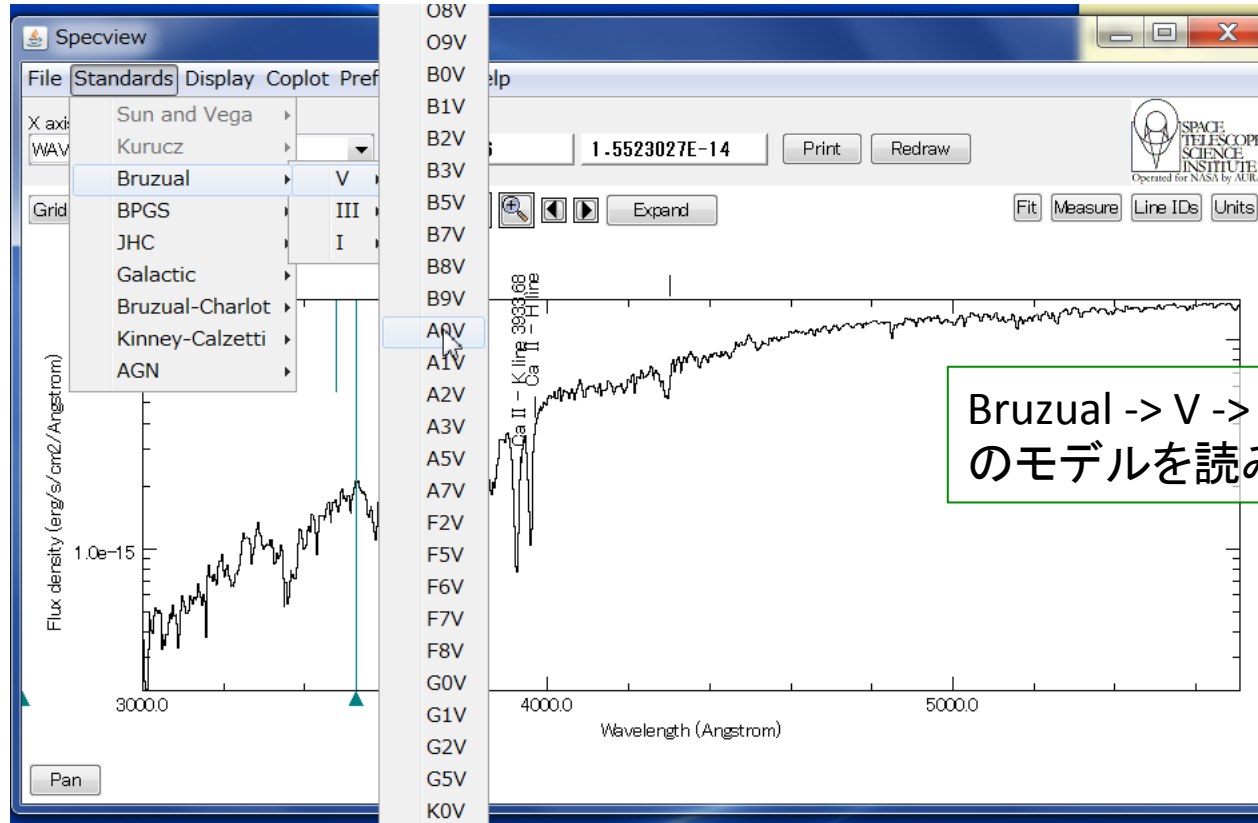 Specview
File Standards Display Coplot Pref elp
X axis
WAV
1.5523027E-14
Print
Redraw
SPACE
TELESCOPE
SCIENCE
INSTITUTE
Operated for NASA by AURA
Grid
Expand
Fit
Measure
Line IDs
Units
Sun and Vega
Kurucz
Bruzual
BPGS
JHC
Galactic
Bruzual-Charlot
Kinney-Calzetti
AGN
V
III
I
O8V
O9V
B0V
B1V
B2V
B3V
B5V
B7V
B8V
B9V
A0V
A1V
A2V
A3V
A5V
A7V
F2V
F5V
F6V
F7V
F8V
G0V
G1V
G2V
G5V
K0V
Ca II - K line 3933.68
Ca II - H line
Bruzual -> V ->
のモデルを読み
Flux density (erg/s/cm2/Angstrom)
1.0e-15
3000.0
4000.0
5000.0
Wavelength (Angstrom)
Pan